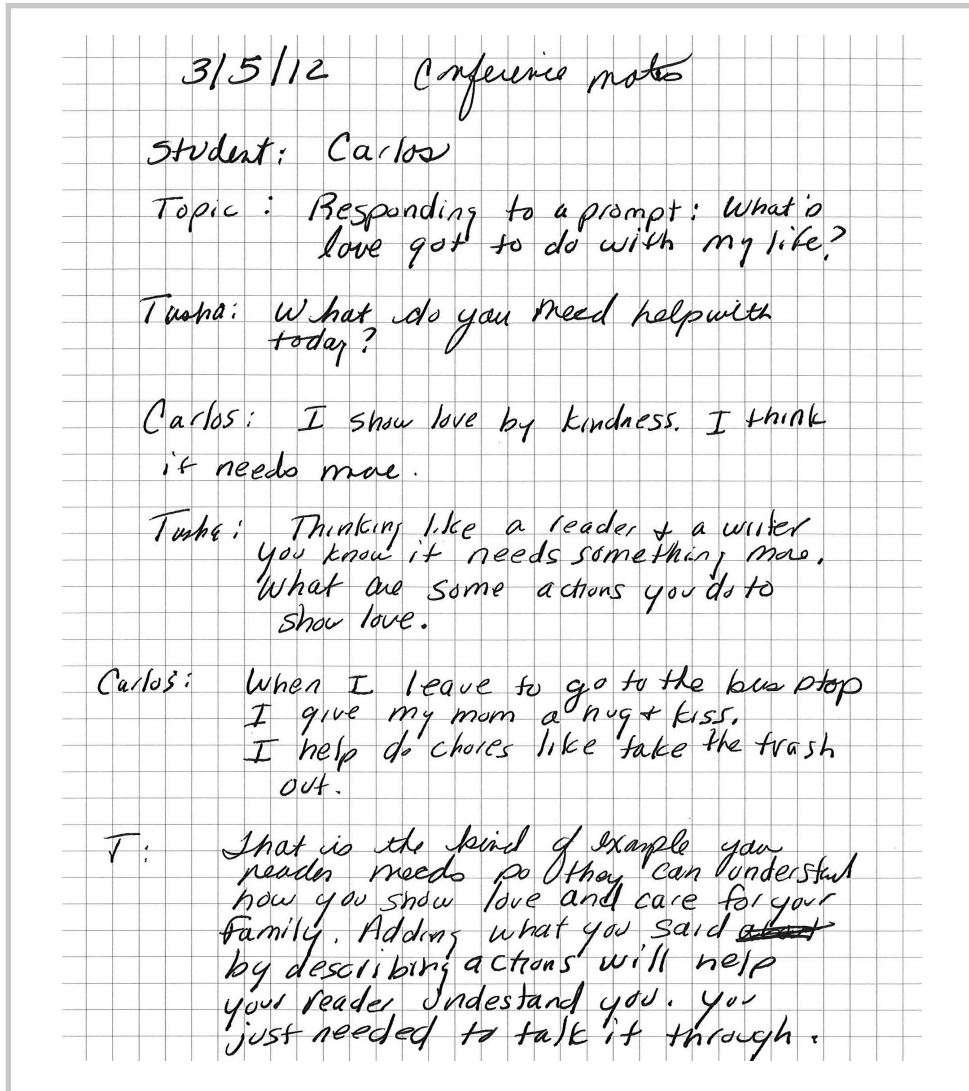 3/5/12 Conference notes
Student: Carlos
Topic: Responding to a prompt: What's
love got to do with my life?
Tasha: What do you need help with
today?
Carlos: I show love by kindness. I think
it needs more.
Tasha: Thinking like a reader & a writer
you know it needs something more.
What are some actions you do to
show love.
Carlos: When I leave to go to the bus stop
I give my mom a hug & kiss.
I help do chores like take the trash
out.
T: That is the kind of example you
reader needs so they can understand
how you show love and care for your
family. Adding what you said
by describing actions will help
your reader undestand you. You
just needed to talk it through.